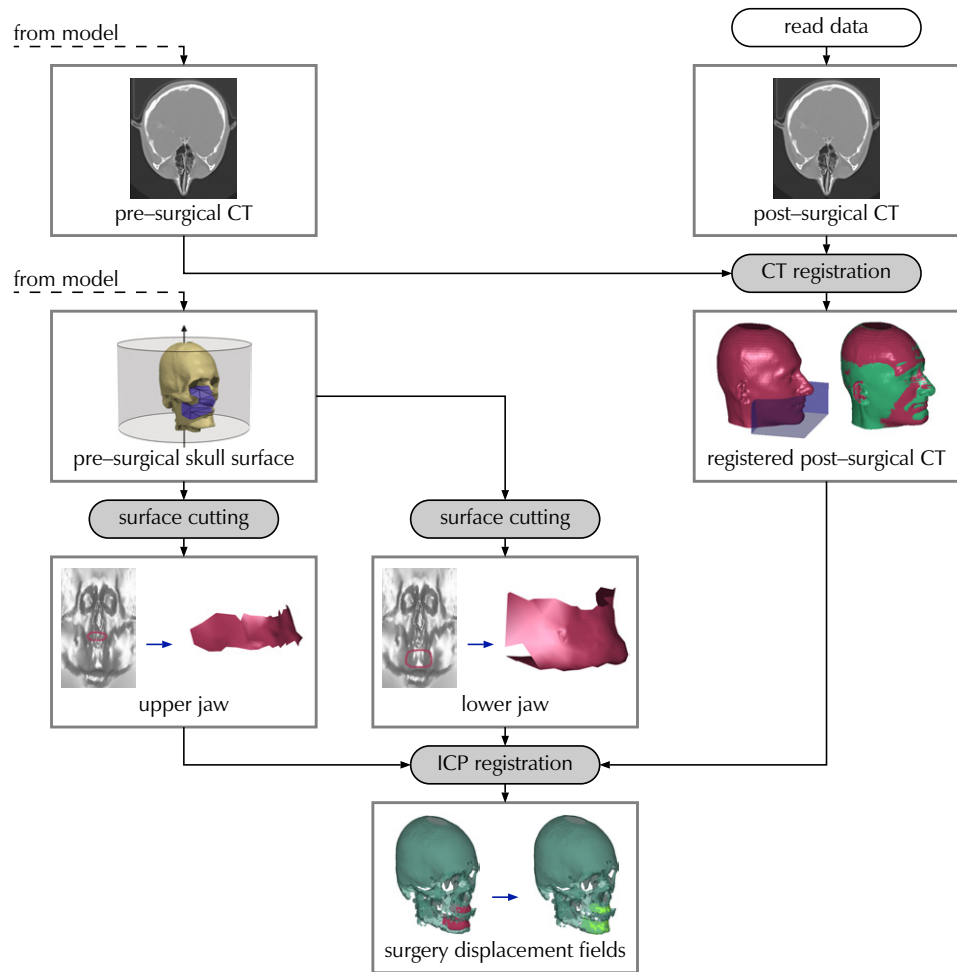 from model
read data
pre–surgical CT
post–surgical CT
from model
CT registration
pre–surgical skull surface
registered post–surgical CT
surface cutting
surface cutting
upper jaw
lower jaw
ICP registration
surgery displacement fields